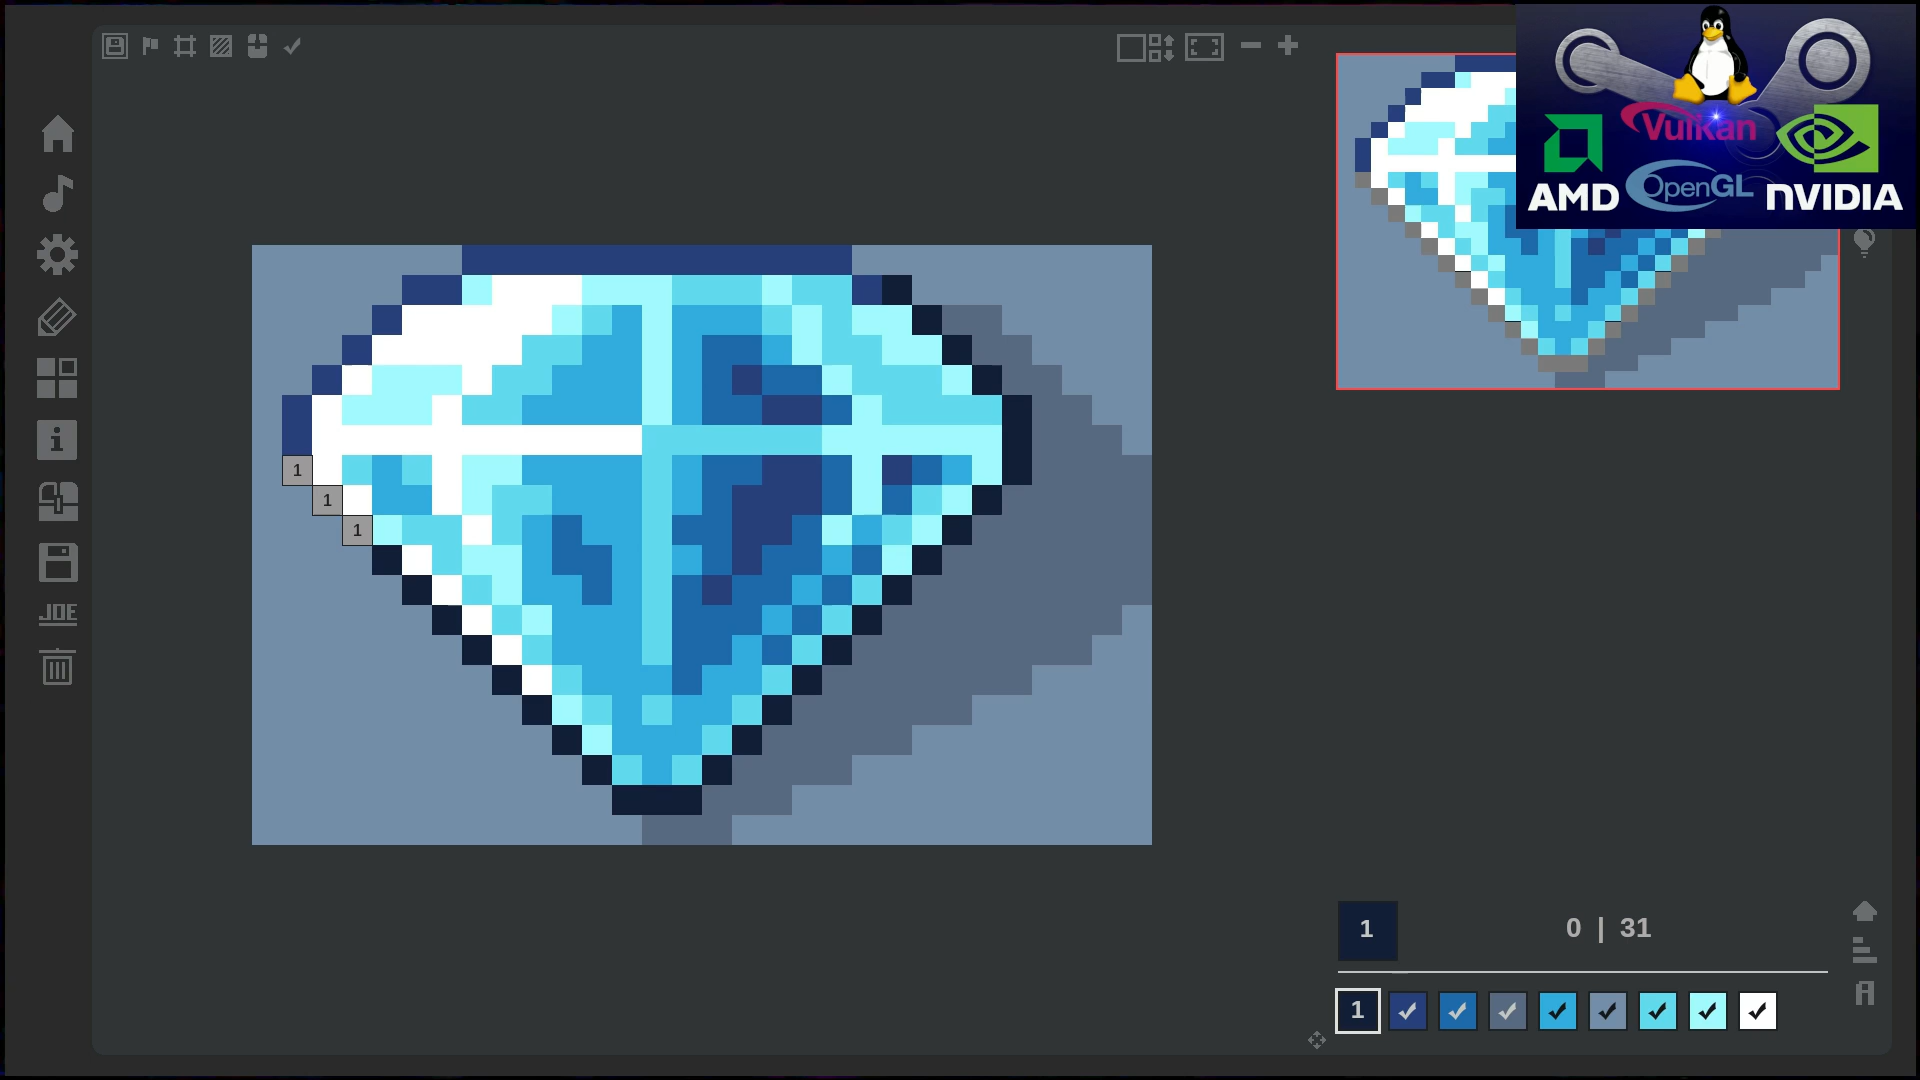 Vulkan
AMD
OpenGL
NVIDIA
i
JOE
1
1
1
1
0 | 31
1